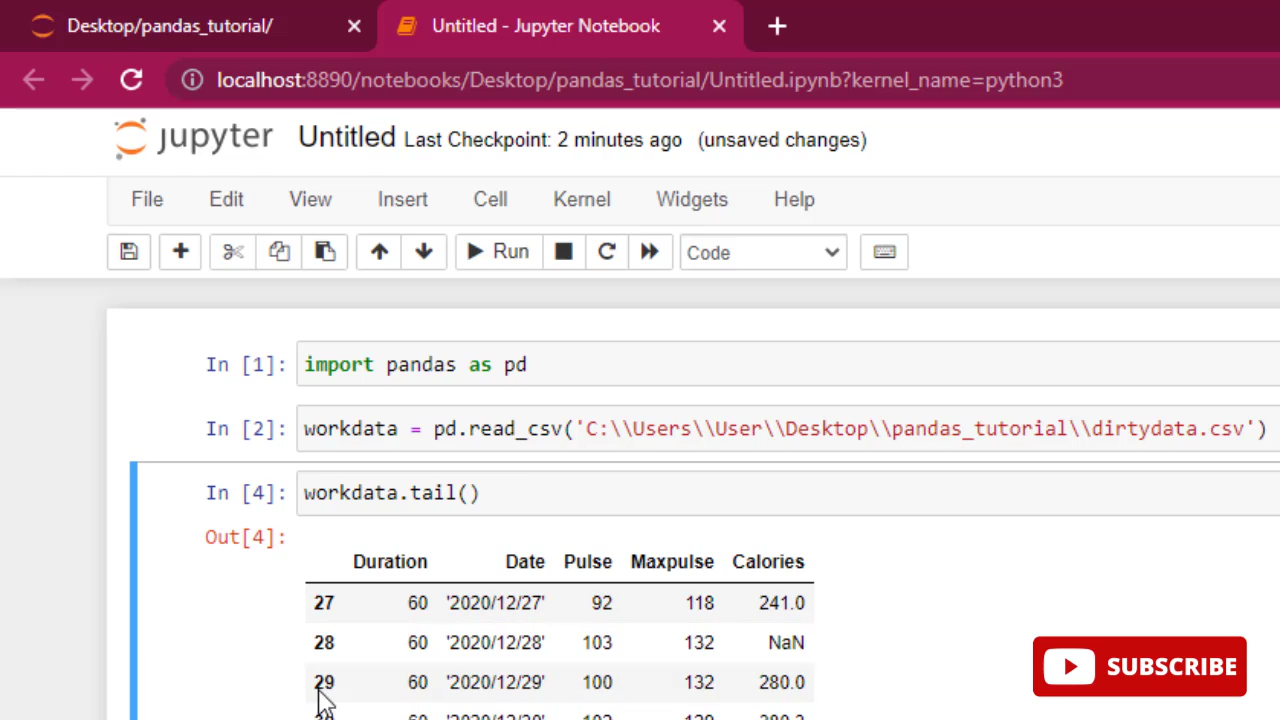 Desktop/pandas_tutorial/
Untitled - Jupyter Notebook
localhost:8890/notebooks/Desktop/pandas_tutorial/Untitled.ipynb?kernel_name=python3
jupyter Untitled Last Checkpoint: 2 minutes ago (unsaved changes)
File Edit View Insert Cell Kernel Widgets Help
Run Code
In [1]: import pandas as pd
In [2]: workdata = pd.read_csv('C:\\Users\\User\\Desktop\\pandas_tutorial\\dirtydata.csv')
In [4]: workdata.tail()
Out[4]:
Duration Date Pulse Maxpulse Calories
27 60 '2020/12/27' 92 118 241.0
28 60 '2020/12/28' 103 132 NaN
29 60 '2020/12/29' 100 132 280.0
SUBSCRIBE